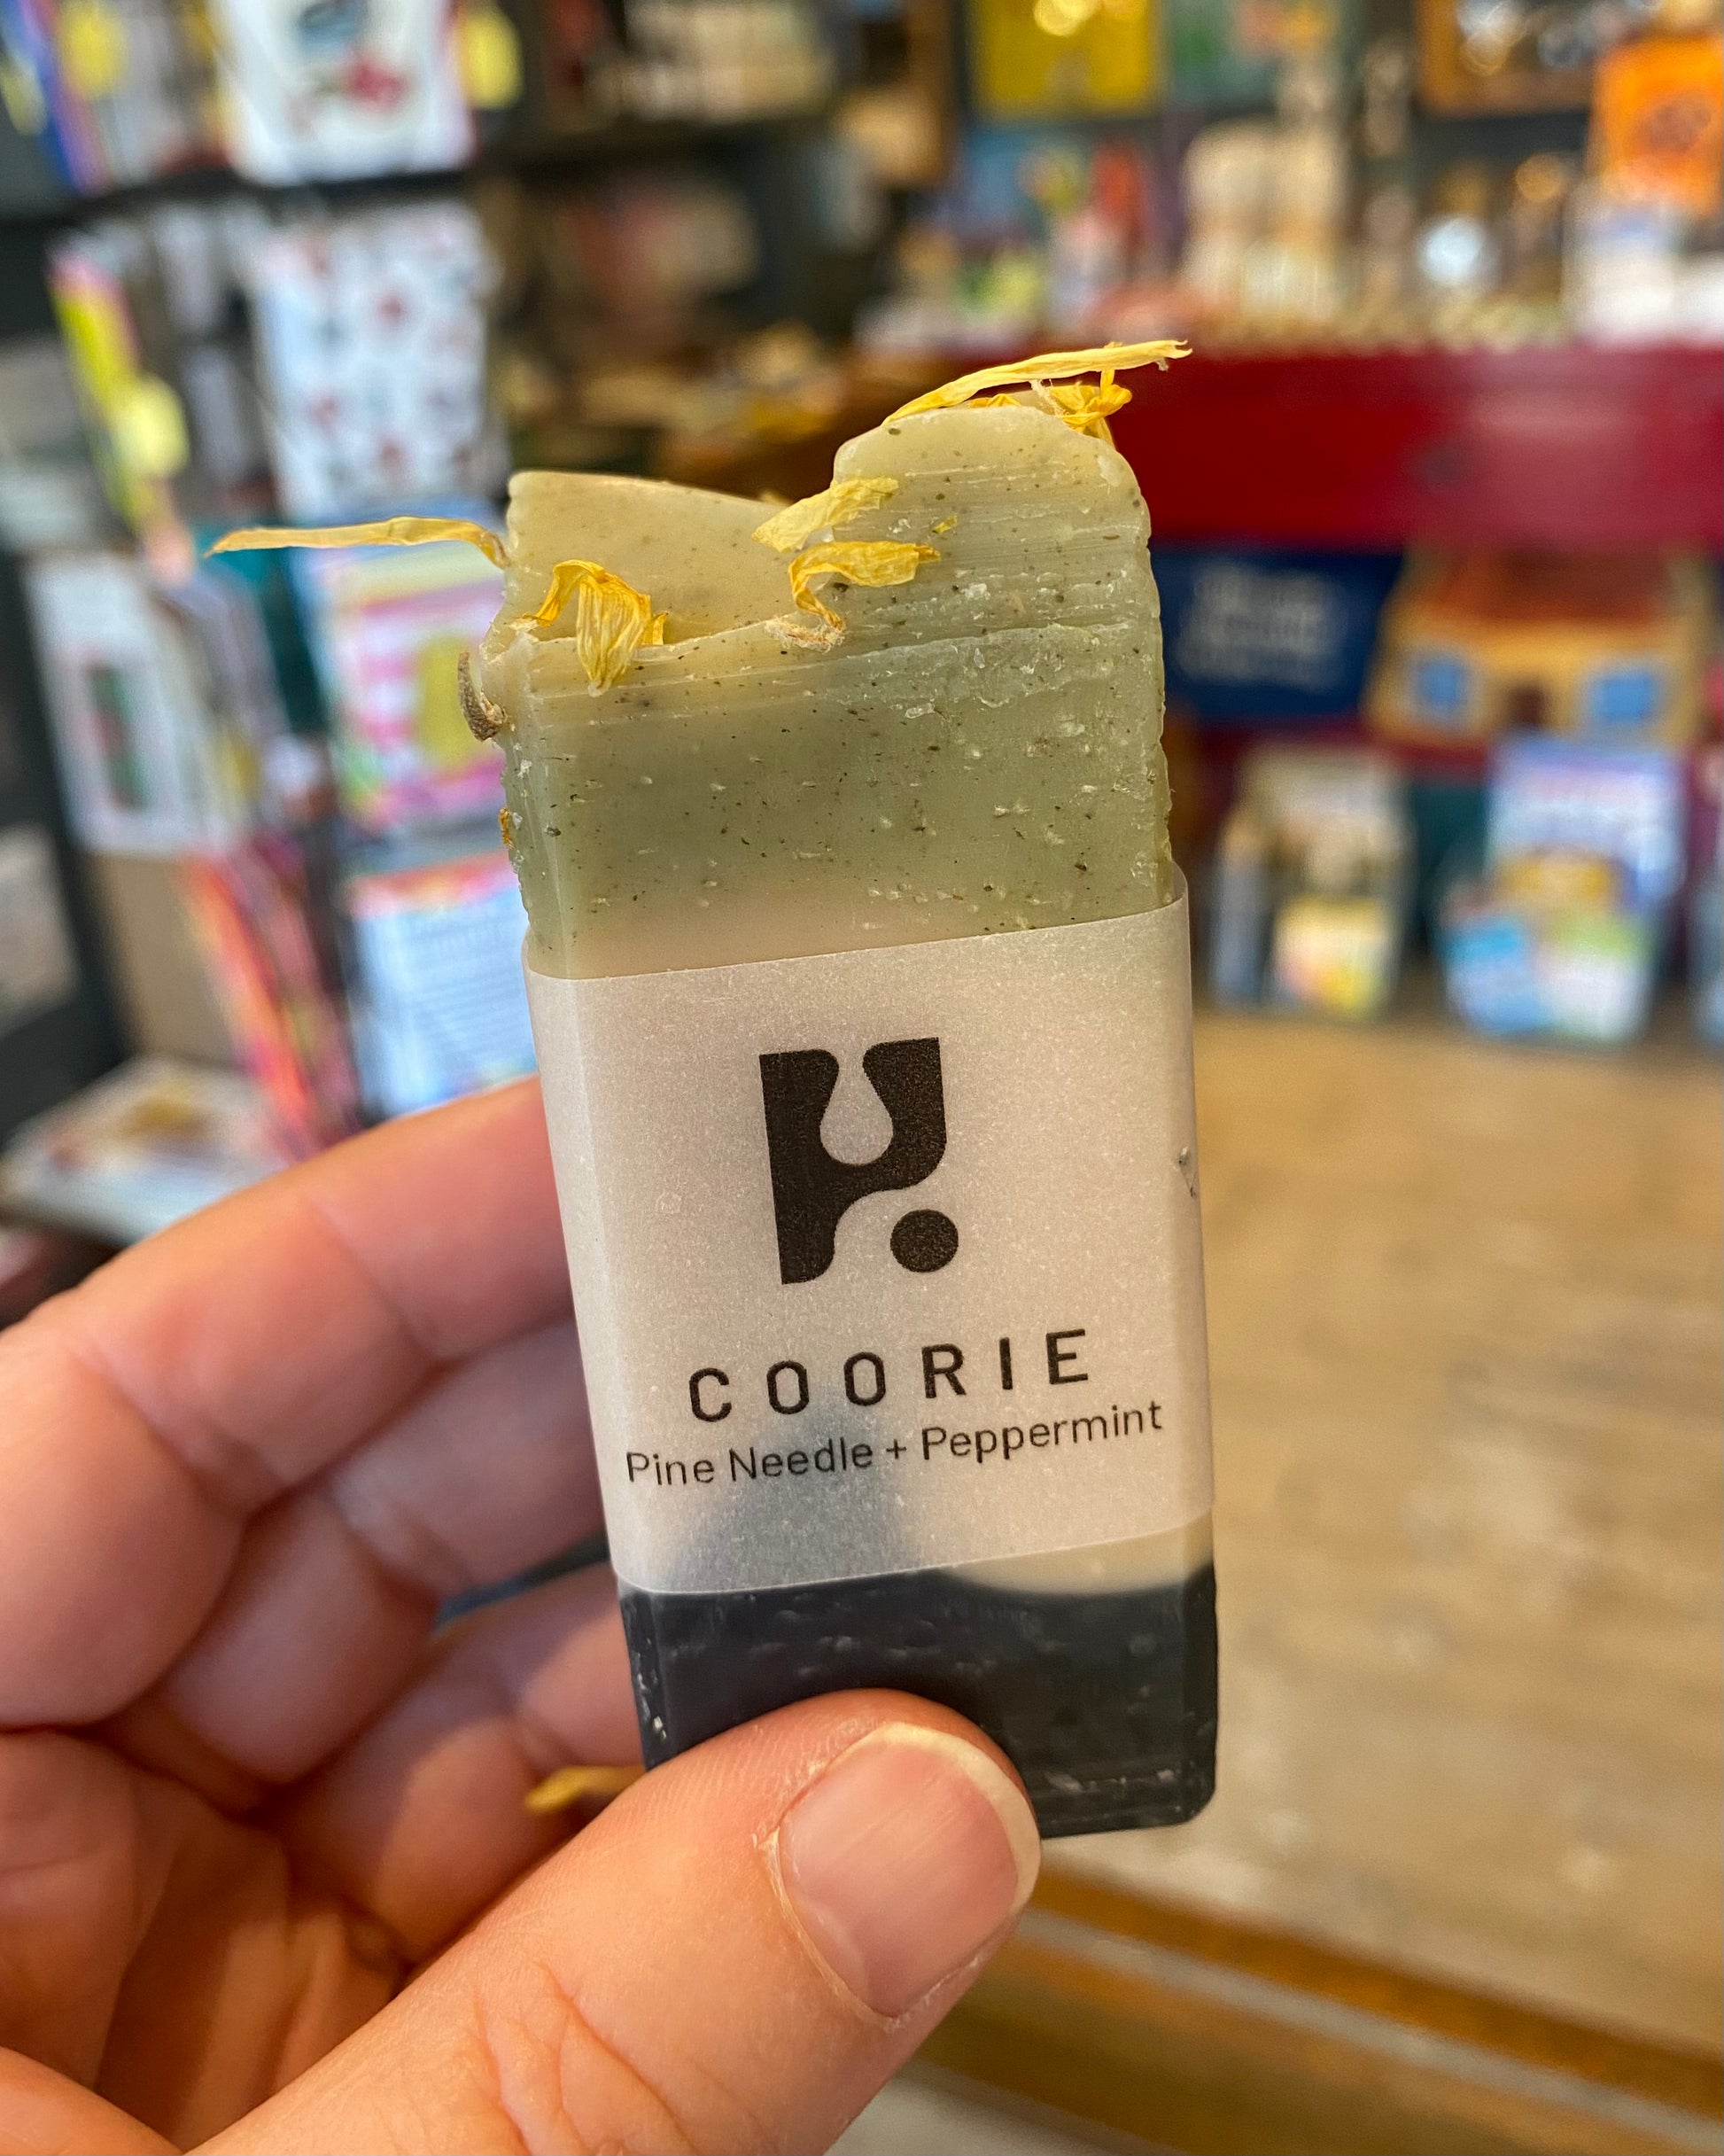 COORIE
Pine Needle + Peppermint